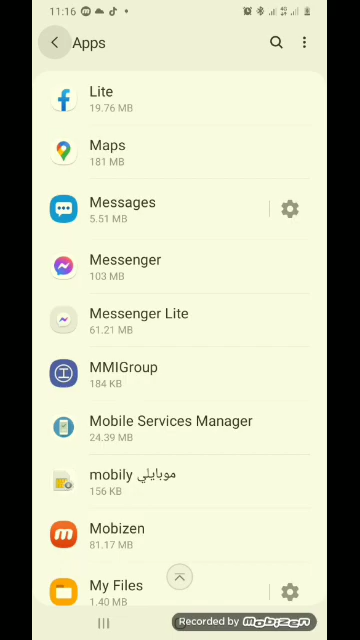 11:16
Apps
Lite
19.76 MB
Maps
181 MB
Messages
5.51 MB
Messenger
103 MB
Messenger Lite
61.21 MB
MMIGroup
184 KB
Mobile Services Manager
24.39 MB
mobily موبايلي
156 KB
Mobizen
81.17 MB
My Files
1.40 MB
Recorded by Mobizen